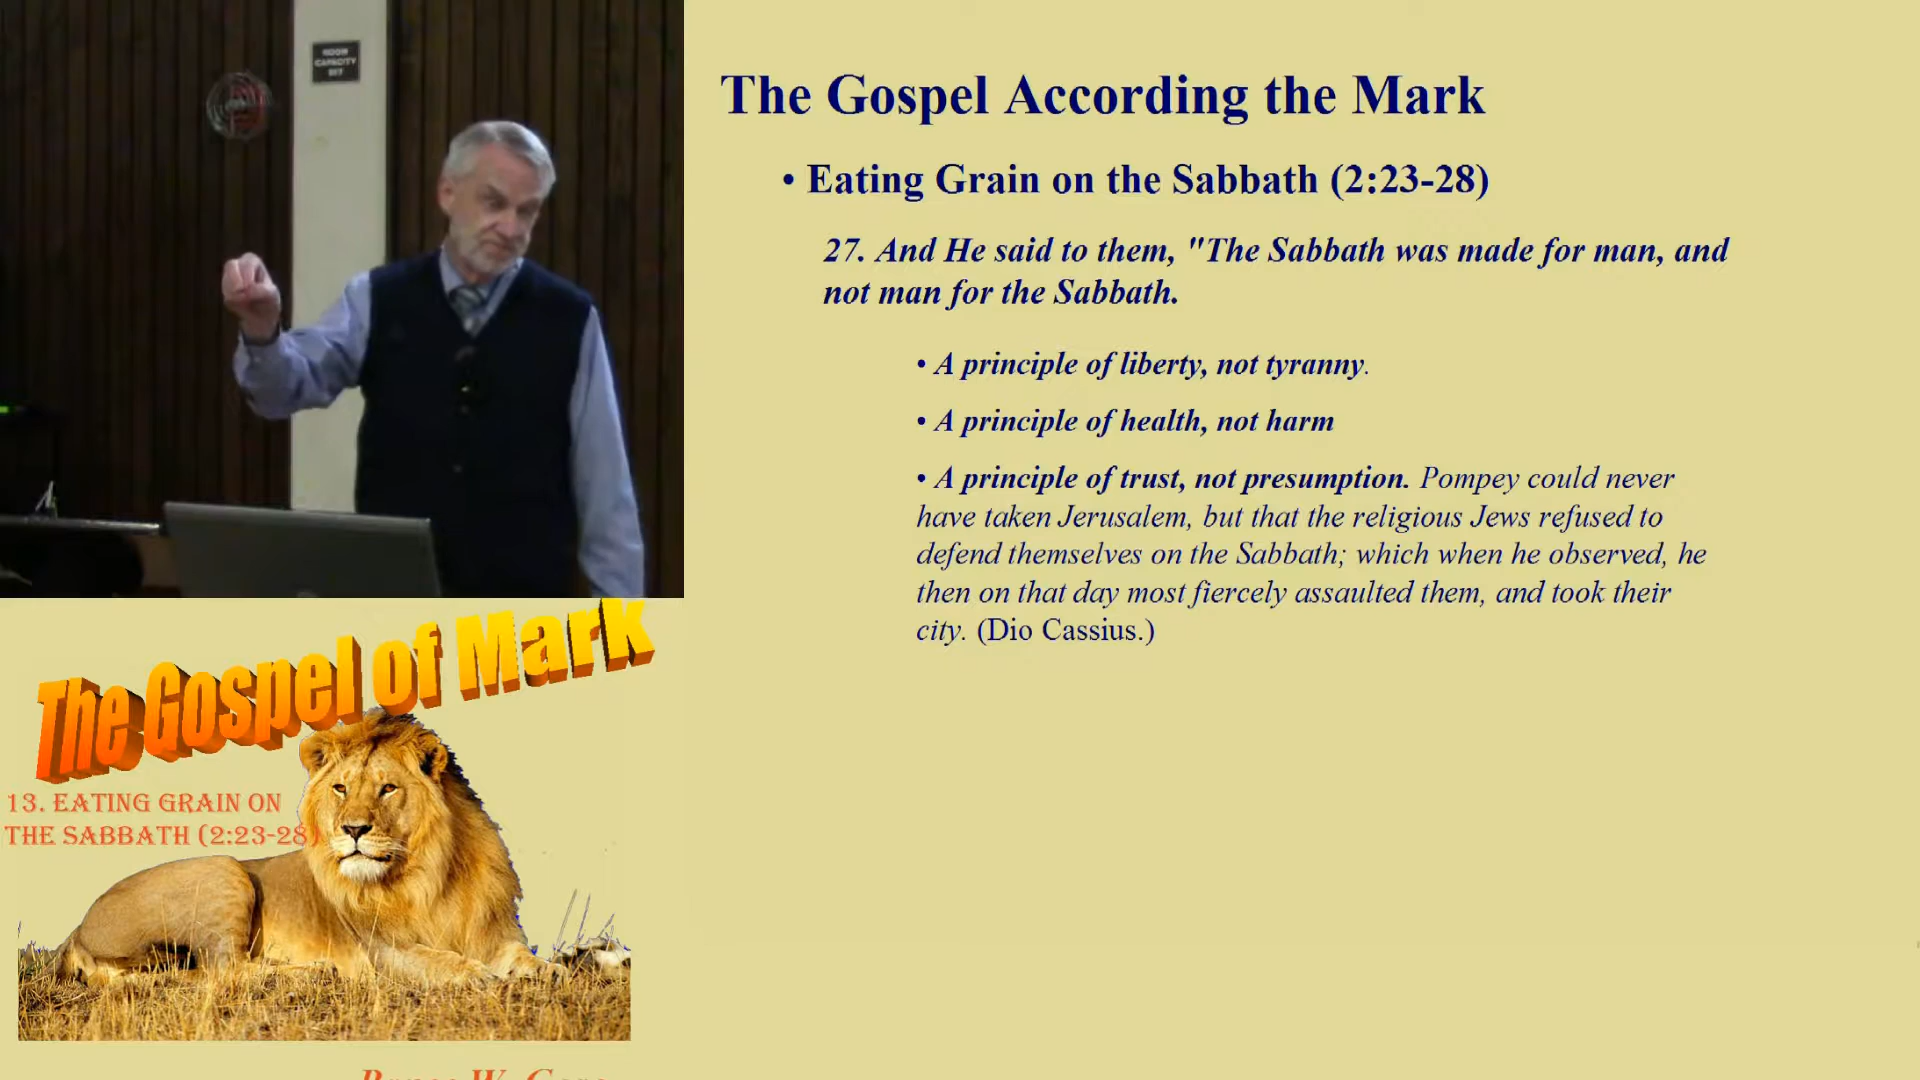 ROOM
CAPACITY
The Gospel According the Mark
• Eating Grain on the Sabbath (2:23-28)
27. And He said to them, "The Sabbath was made for man, and
not man for the Sabbath.
• A principle of liberty, not tyranny.
• A principle of health, not harm
• A principle of trust, not presumption. Pompey could never
have taken Jerusalem, but that the religious Jews refused to
defend themselves on the Sabbath; which when he observed, he
then on that day most fiercely assaulted them, and took their
city. (Dio Cassius.)
The Gospel of Mark
13. EATING GRAIN ON
THE SABBATH (2:23-28)